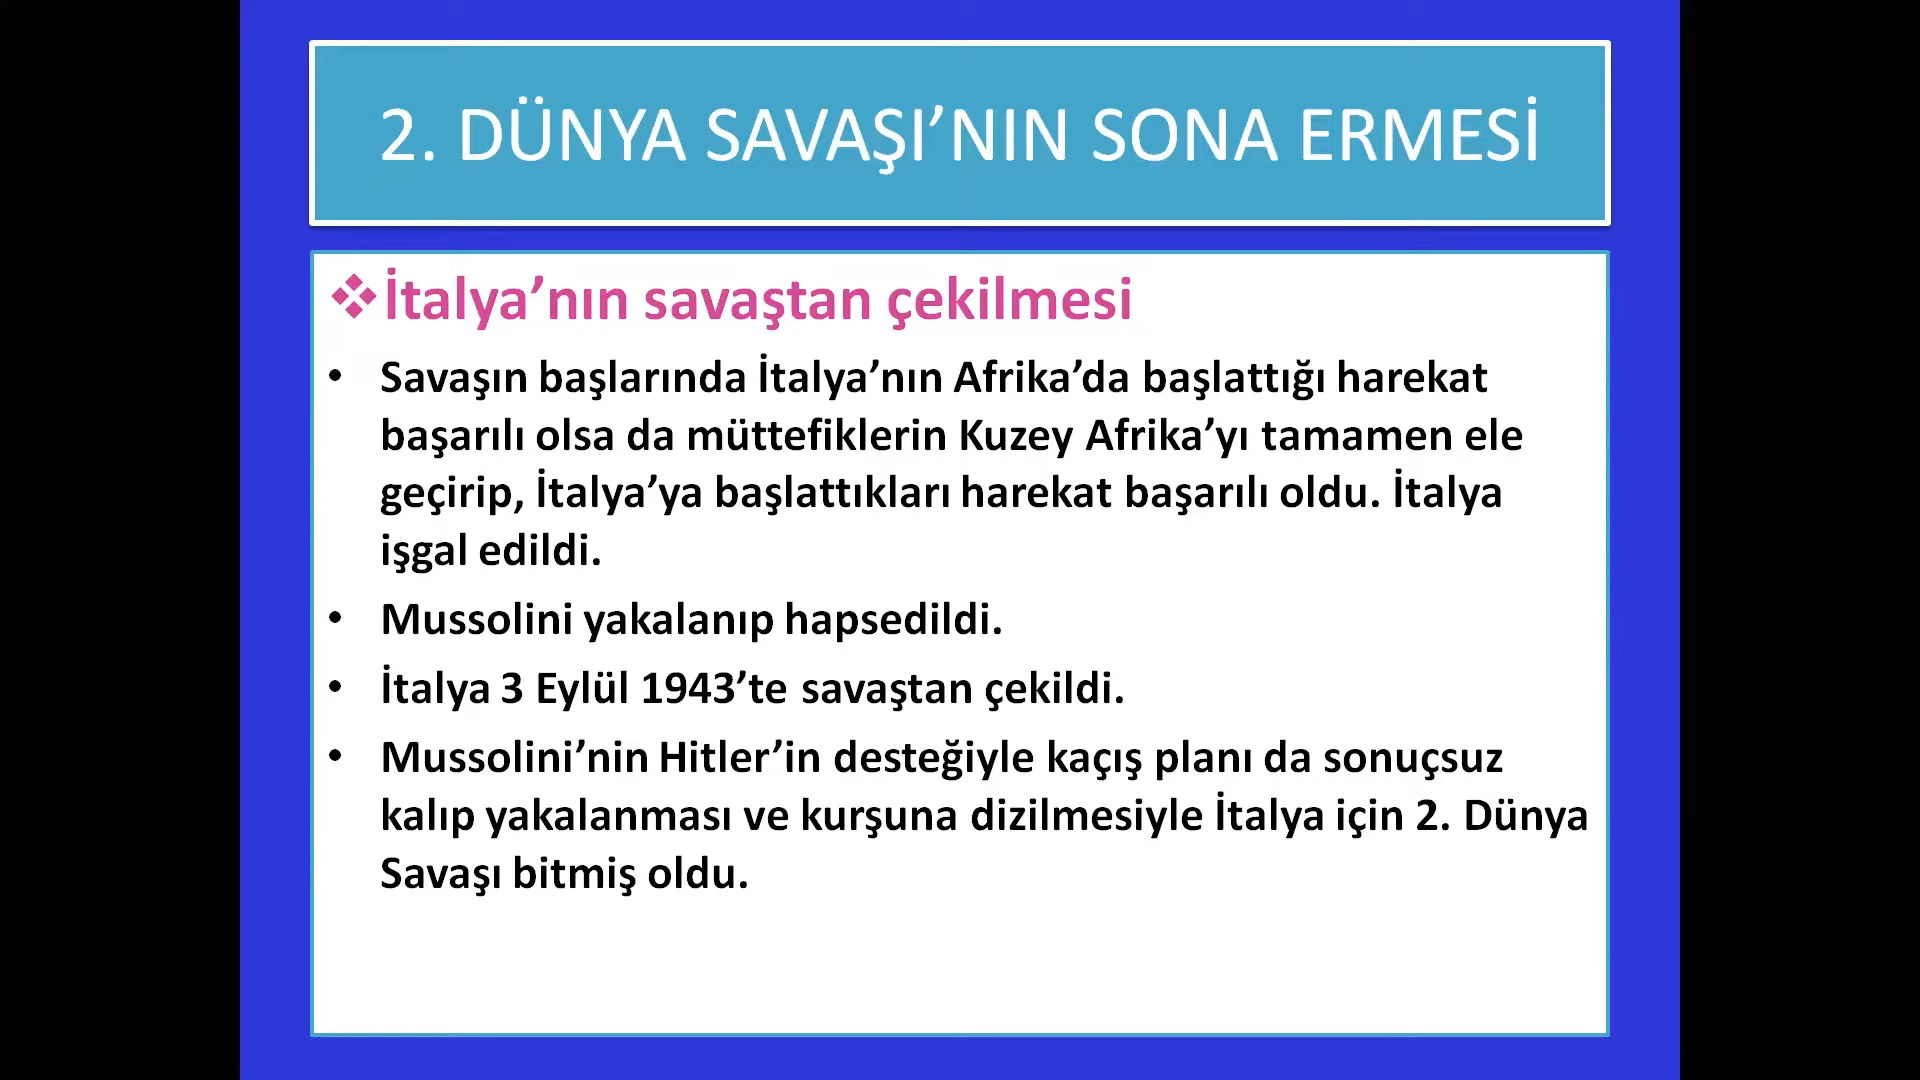 2. DÜNYA SAVAŞI’NIN SONA ERMESİ
❖İtalya’nın savaştan çekilmesi
• Savaşın başlarında İtalya’nın Afrika’da başlattığı harekat
başarılı olsa da müttefiklerin Kuzey Afrika’yı tamamen ele
geçirip, İtalya’ya başlattıkları harekat başarılı oldu. İtalya
işgal edildi.
• Mussolini yakalanıp hapsedildi.
• İtalya 3 Eylül 1943’te savaştan çekildi.
• Mussolini’nin Hitler’in desteğiyle kaçış planı da sonuçsuz
kalıp yakalanması ve kurşuna dizilmesiyle İtalya için 2. Dünya
Savaşı bitmiş oldu.